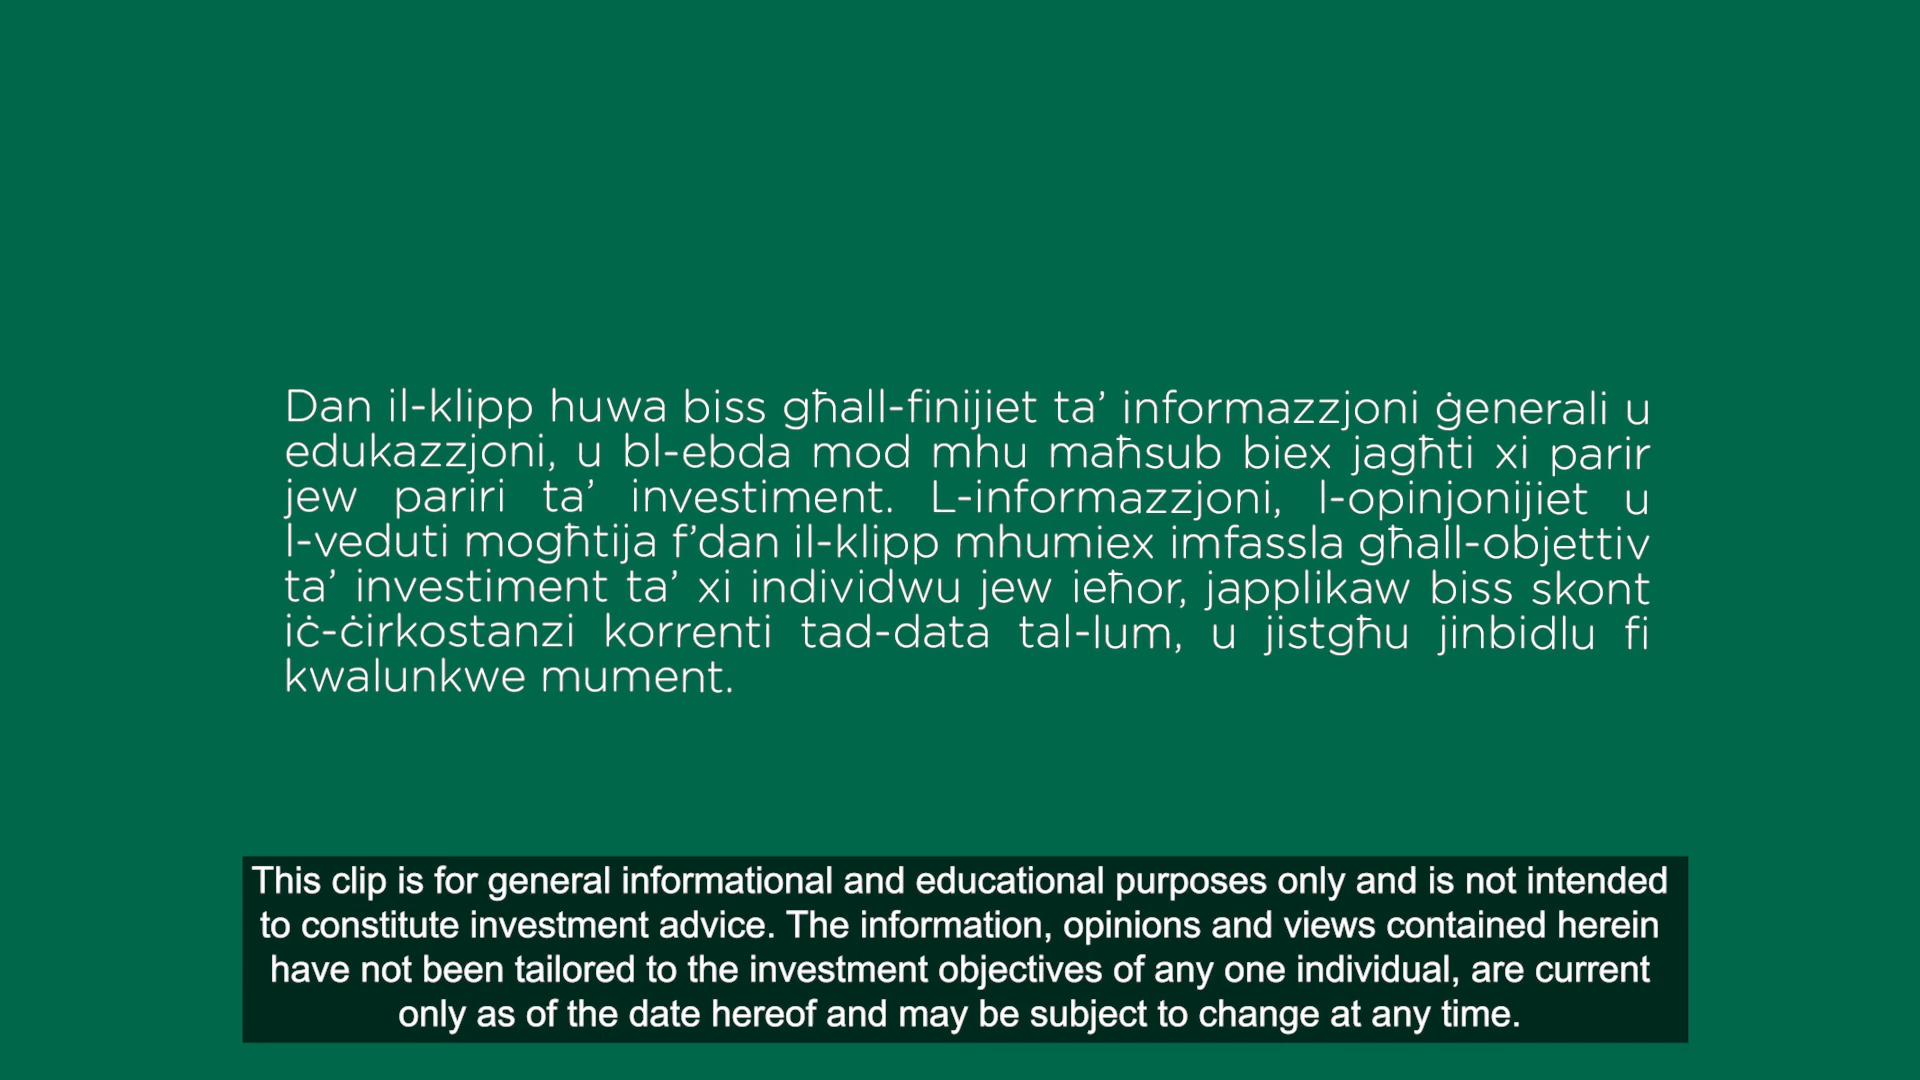 Dan il-klipp huwa biss għall-finijiet ta’ informazzjoni ġenerali u
edukazzjoni, u bl-ebda mod mhu maħsub biex jagħti xi parir
jew pariri ta’ investiment. L-informazzjoni, l-opinjonijiet u
l-veduti mogħtija f’dan il-klipp mhumiex imfassla għall-objettiv
ta’ investiment ta’ xi individwu jew ieħor, japplikaw biss skont
iċ-ċirkostanzi korrenti tad-data tal-lum, u jistgħu jinbidlu fi
kwalunkwe mument.
This clip is for general informational and educational purposes only and is not intended
to constitute investment advice. The information, opinions and views contained herein
have not been tailored to the investment objectives of any one individual, are current
only as of the date hereof and may be subject to change at any time.